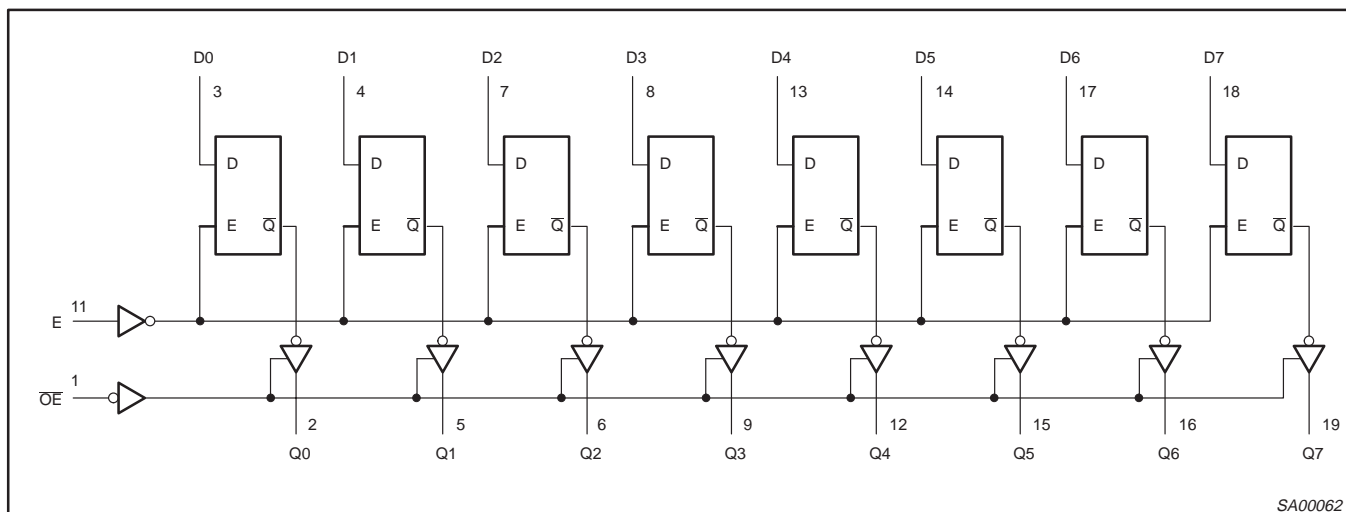 D0 D1 D2 D3 D4 D5 D6 D7
3 4 7 8 13 14 17 18
D D D D D D D D
E Q̅ E Q̅ E Q̅ E Q̅ E Q̅ E Q̅ E Q̅ E Q̅
11
E
1
O̅E̅
2 5 6 9 12 15 16 19
Q0 Q1 Q2 Q3 Q4 Q5 Q6 Q7
SA00062